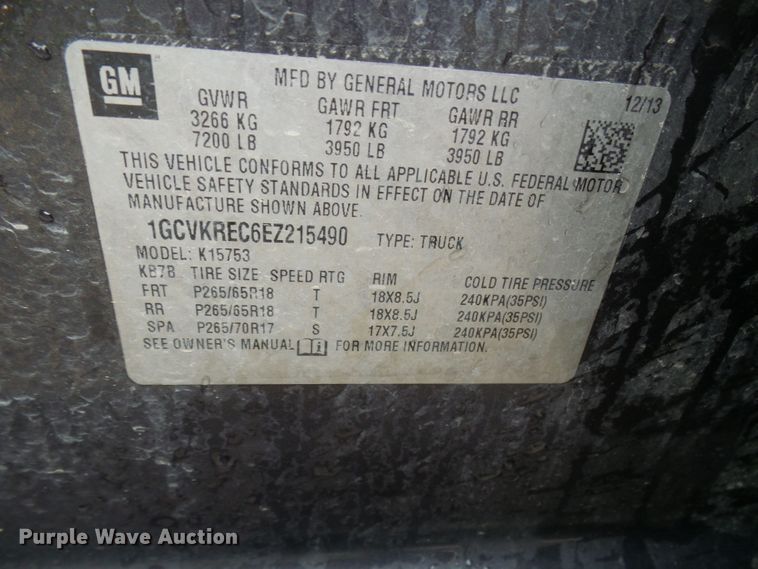 GM
MFD BY GENERAL MOTORS LLC
12/13
GVWR GAWR FRT GAWR RR
3266 KG 1792 KG 1792 KG
7200 LB 3950 LB 3950 LB
THIS VEHICLE CONFORMS TO ALL APPLICABLE U.S. FEDERAL MOTOR
VEHICLE SAFETY STANDARDS IN EFFECT ON THE DATE OF
MANUFACTURE SHOWN ABOVE.
1GCVKREC6EZ215490 TYPE: TRUCK
MODEL: K15753
KB7B TIRE SIZE SPEED RTG RIM COLD TIRE PRESSURE
FRT P265/65R18 T 18X8.5J 240KPA(35PSI)
RR P265/65R18 T 18X8.5J 240KPA(35PSI)
SPA P265/70R17 S 17X7.5J 240KPA(35PSI)
SEE OWNER'S MANUAL FOR MORE INFORMATION.
Purple Wave Auction